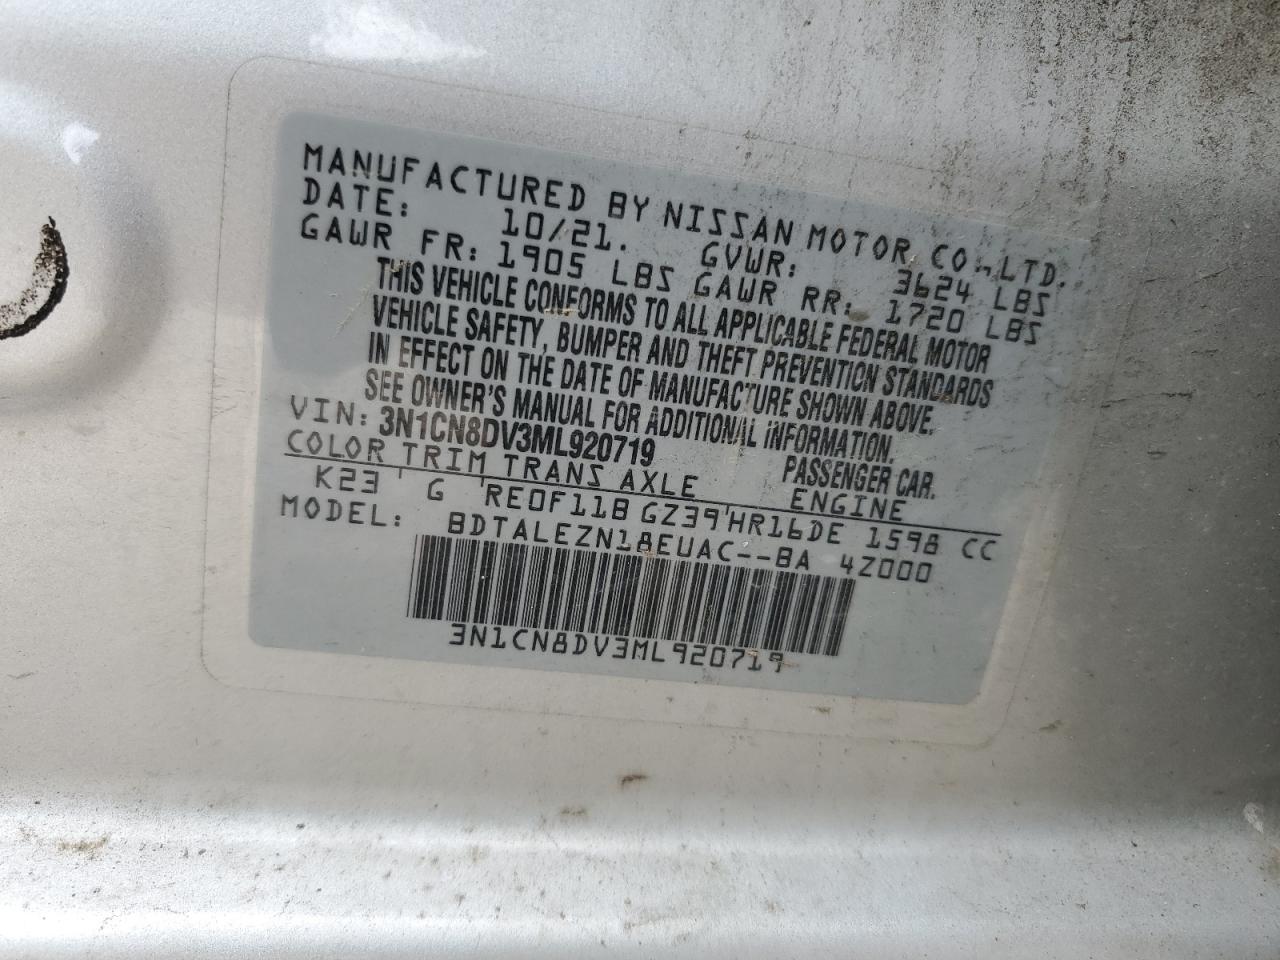 MANUFACTURED BY NISSAN MOTOR CO.,LTD.
DATE: 10/21. GVWR: 3624 LBS
GAWR FR: 1905 LBS GAWR RR: 1720 LBS
THIS VEHICLE CONFORMS TO ALL APPLICABLE FEDERAL MOTOR
VEHICLE SAFETY, BUMPER AND THEFT PREVENTION STANDARDS
IN EFFECT ON THE DATE OF MANUFACTURE SHOWN ABOVE.
SEE OWNER'S MANUAL FOR ADDITIONAL INFORMATION.
VIN: 3N1CN8DV3ML920719 PASSENGER CAR.
COLOR TRIM TRANS AXLE ENGINE
K23 G RE0F11B GZ39 HR16DE 1598 CC
MODEL: BDTALEZN18EUAC--BA 4Z000
3N1CN8DV3ML920719